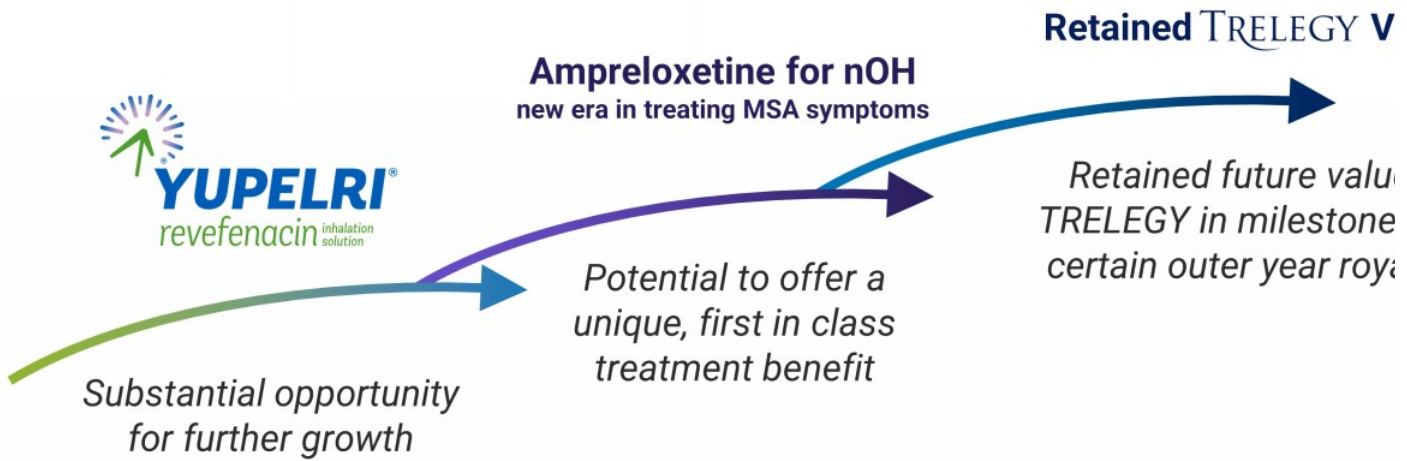 YUPELRI®
revefenacin inhalation solution
Substantial opportunity
for further growth
Ampreloxetine for nOH
new era in treating MSA symptoms
Potential to offer a
unique, first in class
treatment benefit
Retained TRELEGY V
Retained future valu
TRELEGY in milestone
certain outer year roya